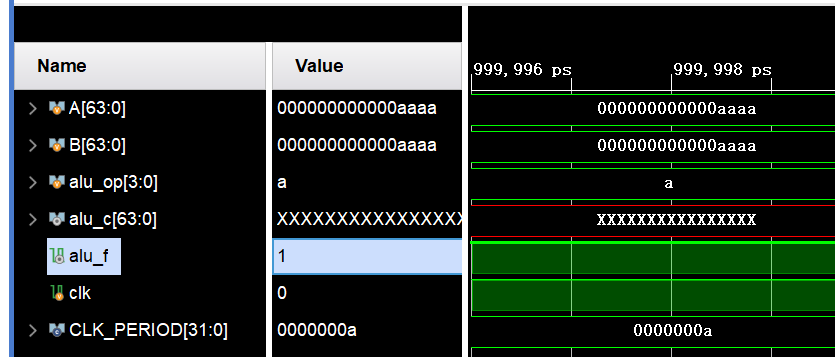 Name Value 999,996 ps 999,998 ps
A[63:0] 000000000000aaaa 000000000000aaaa
B[63:0] 000000000000aaaa 000000000000aaaa
alu_op[3:0] a a
alu_c[63:0] XXXXXXXXXXXXXXXX XXXXXXXXXXXXXXXX
alu_f 1
clk 0
CLK_PERIOD[31:0] 0000000a 0000000a